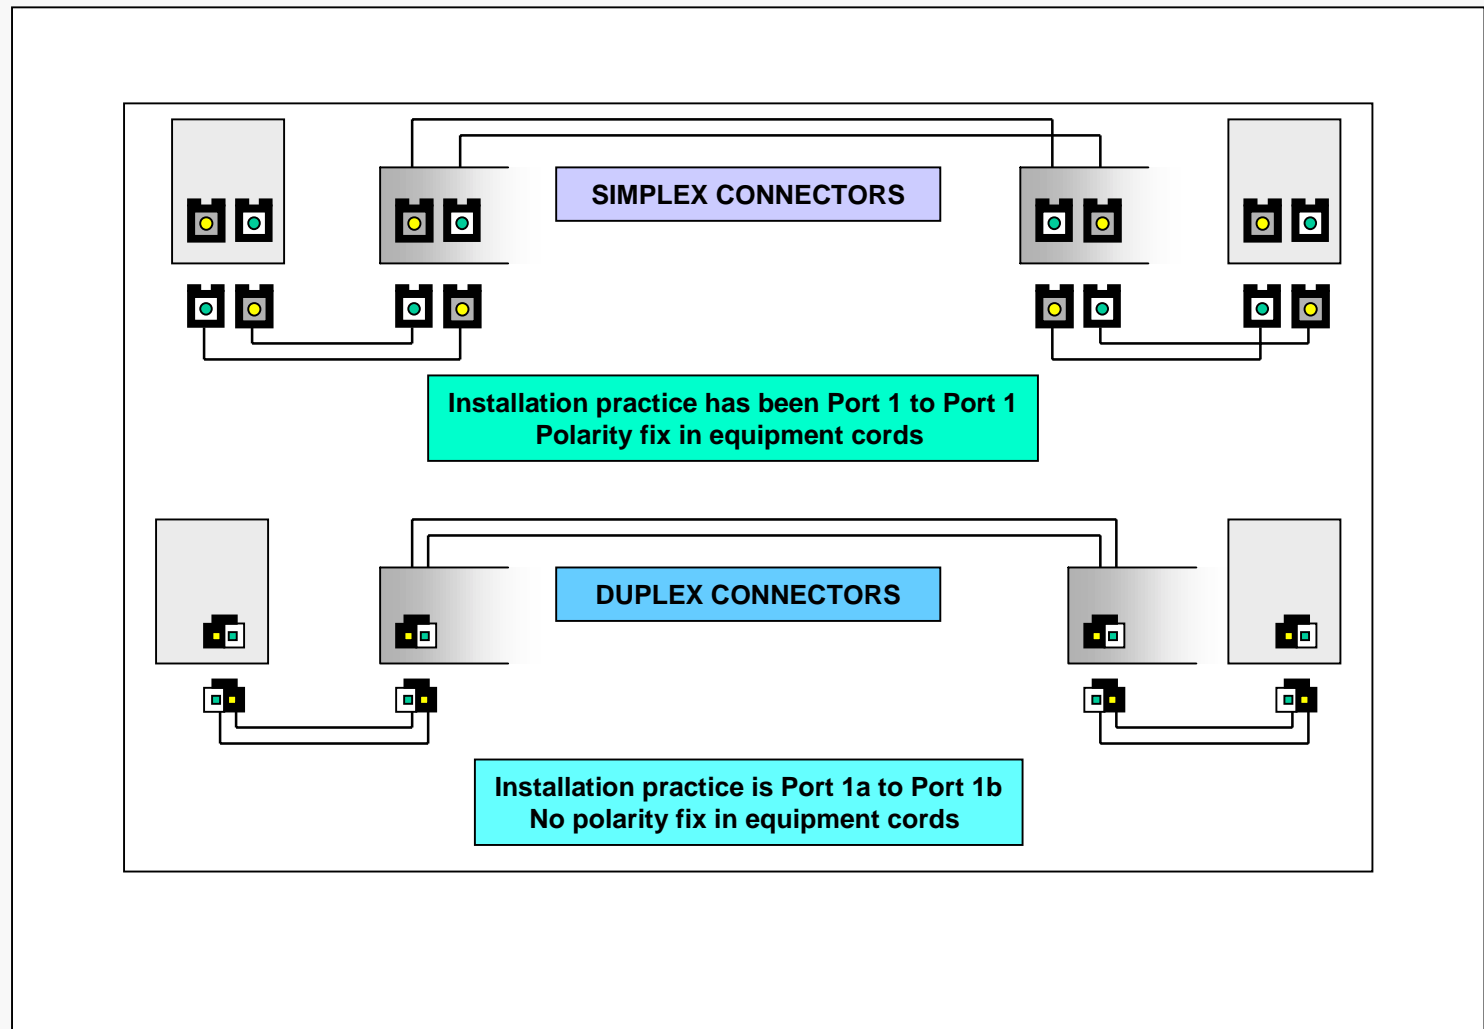 SIMPLEX CONNECTORS
Installation practice has been Port 1 to Port 1
Polarity fix in equipment cords
DUPLEX CONNECTORS
Installation practice is Port 1a to Port 1b
No polarity fix in equipment cords